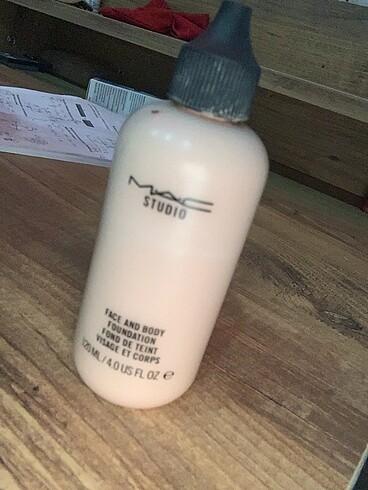 MAC
STUDIO
FACE AND BODY
FOUNDATION
FOND DE TEINT
VISAGE ET CORPS
120 ML / 4.0 US FL OZ ℮